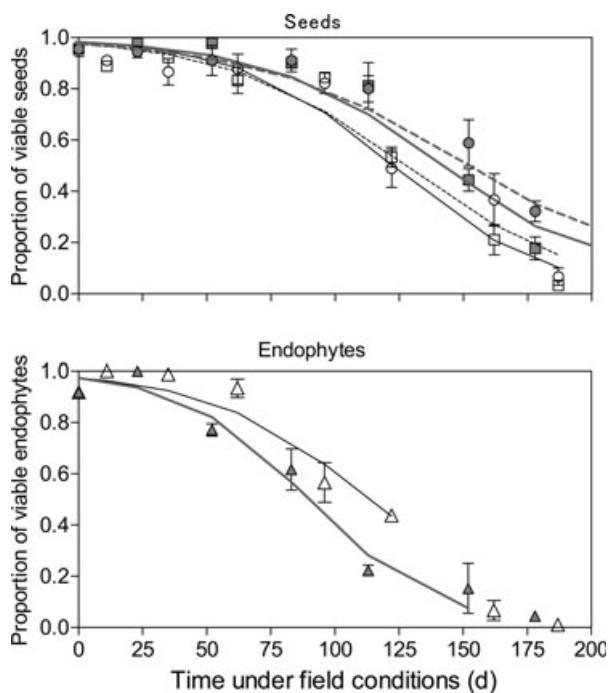 Seeds
Proportion of viable seeds
1.0
0.8
0.6
0.4
0.2
0.0
Endophytes
Proportion of viable endophytes
1.0
0.8
0.6
0.4
0.2
0.0
0 25 50 75 100 125 150 175 200
Time under field conditions (d)